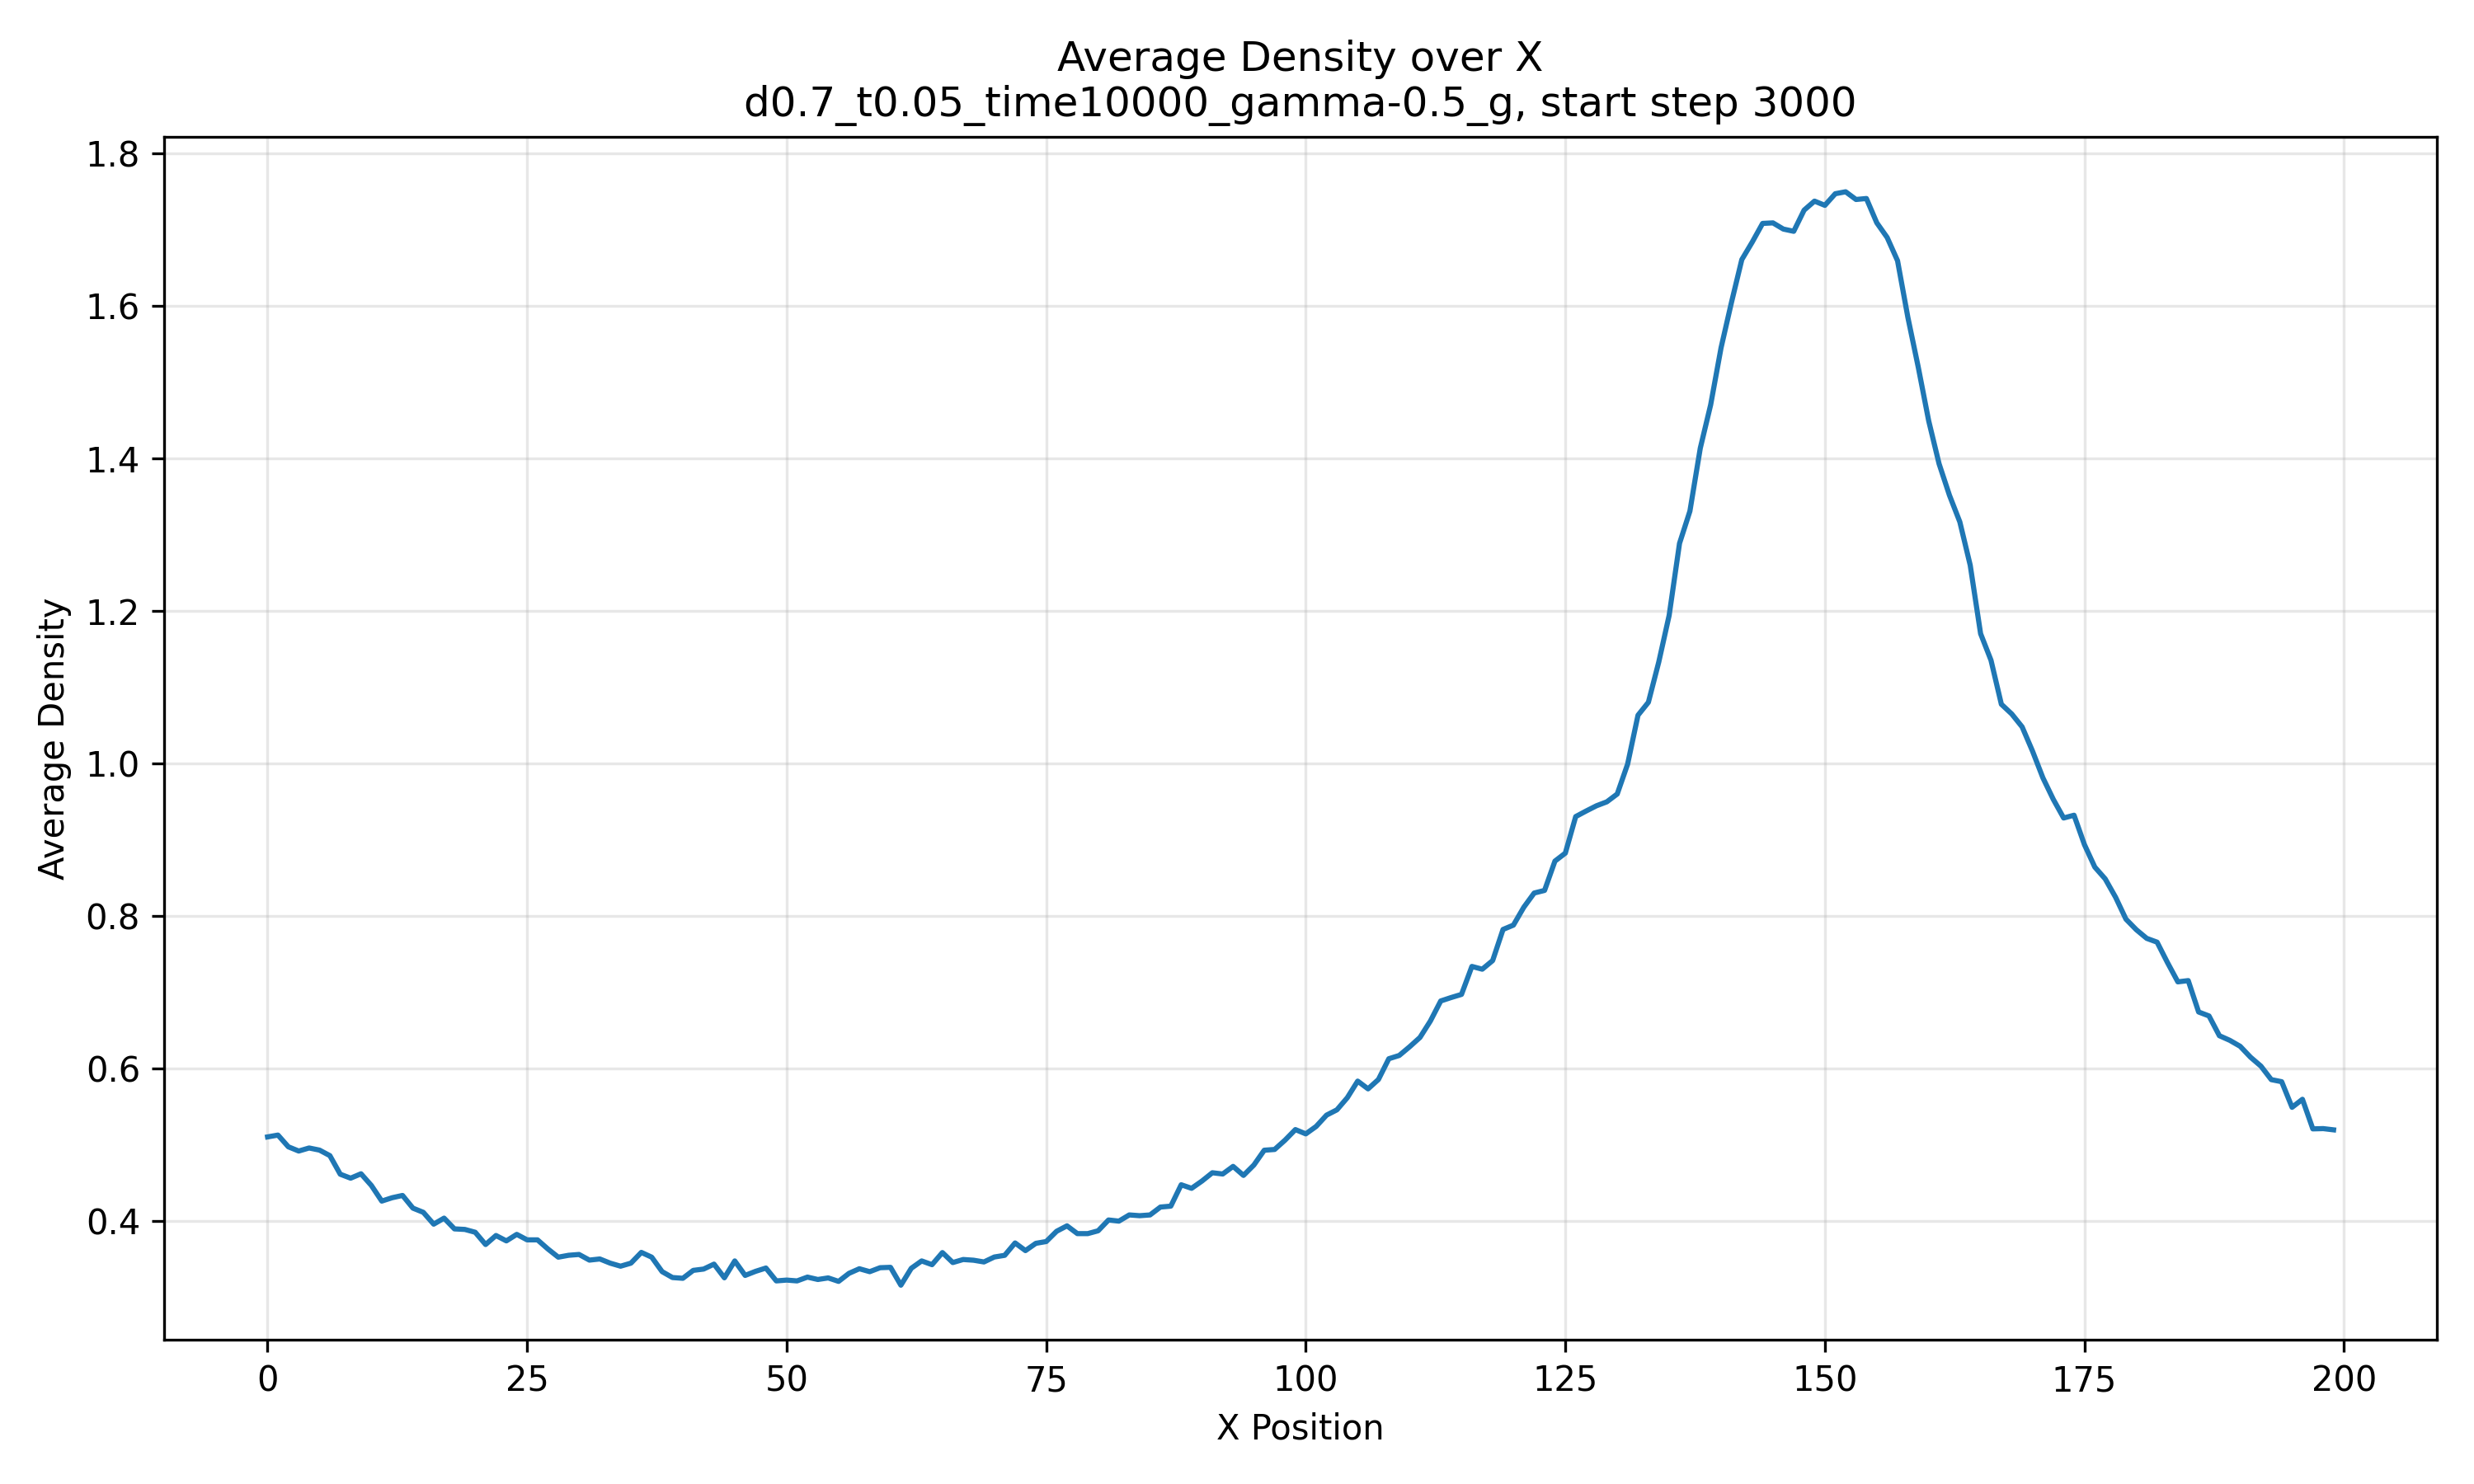 Average Density over X
d0.7_t0.05_time10000_gamma-0.5_g, start step 3000
1.8
1.6
1.4
1.2
1.0
0.8
0.6
0.4
Average Density
0 25 50 75 100 125 150 175 200
X Position